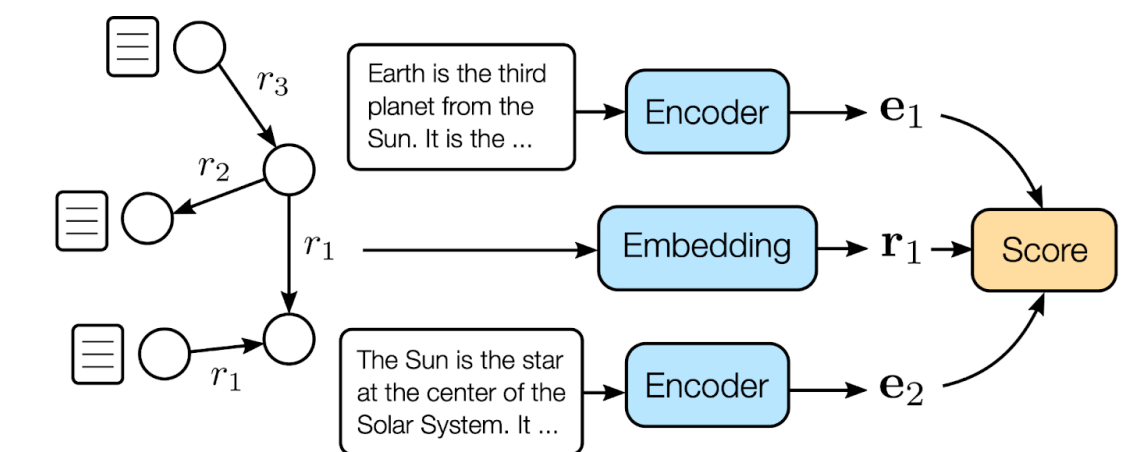 r₃
r₂
r₁
r₁
Earth is the third
planet from the
Sun. It is the ...
Encoder
e₁
Embedding
r₁
Score
The Sun is the star
at the center of the
Solar System. It ...
Encoder
e₂